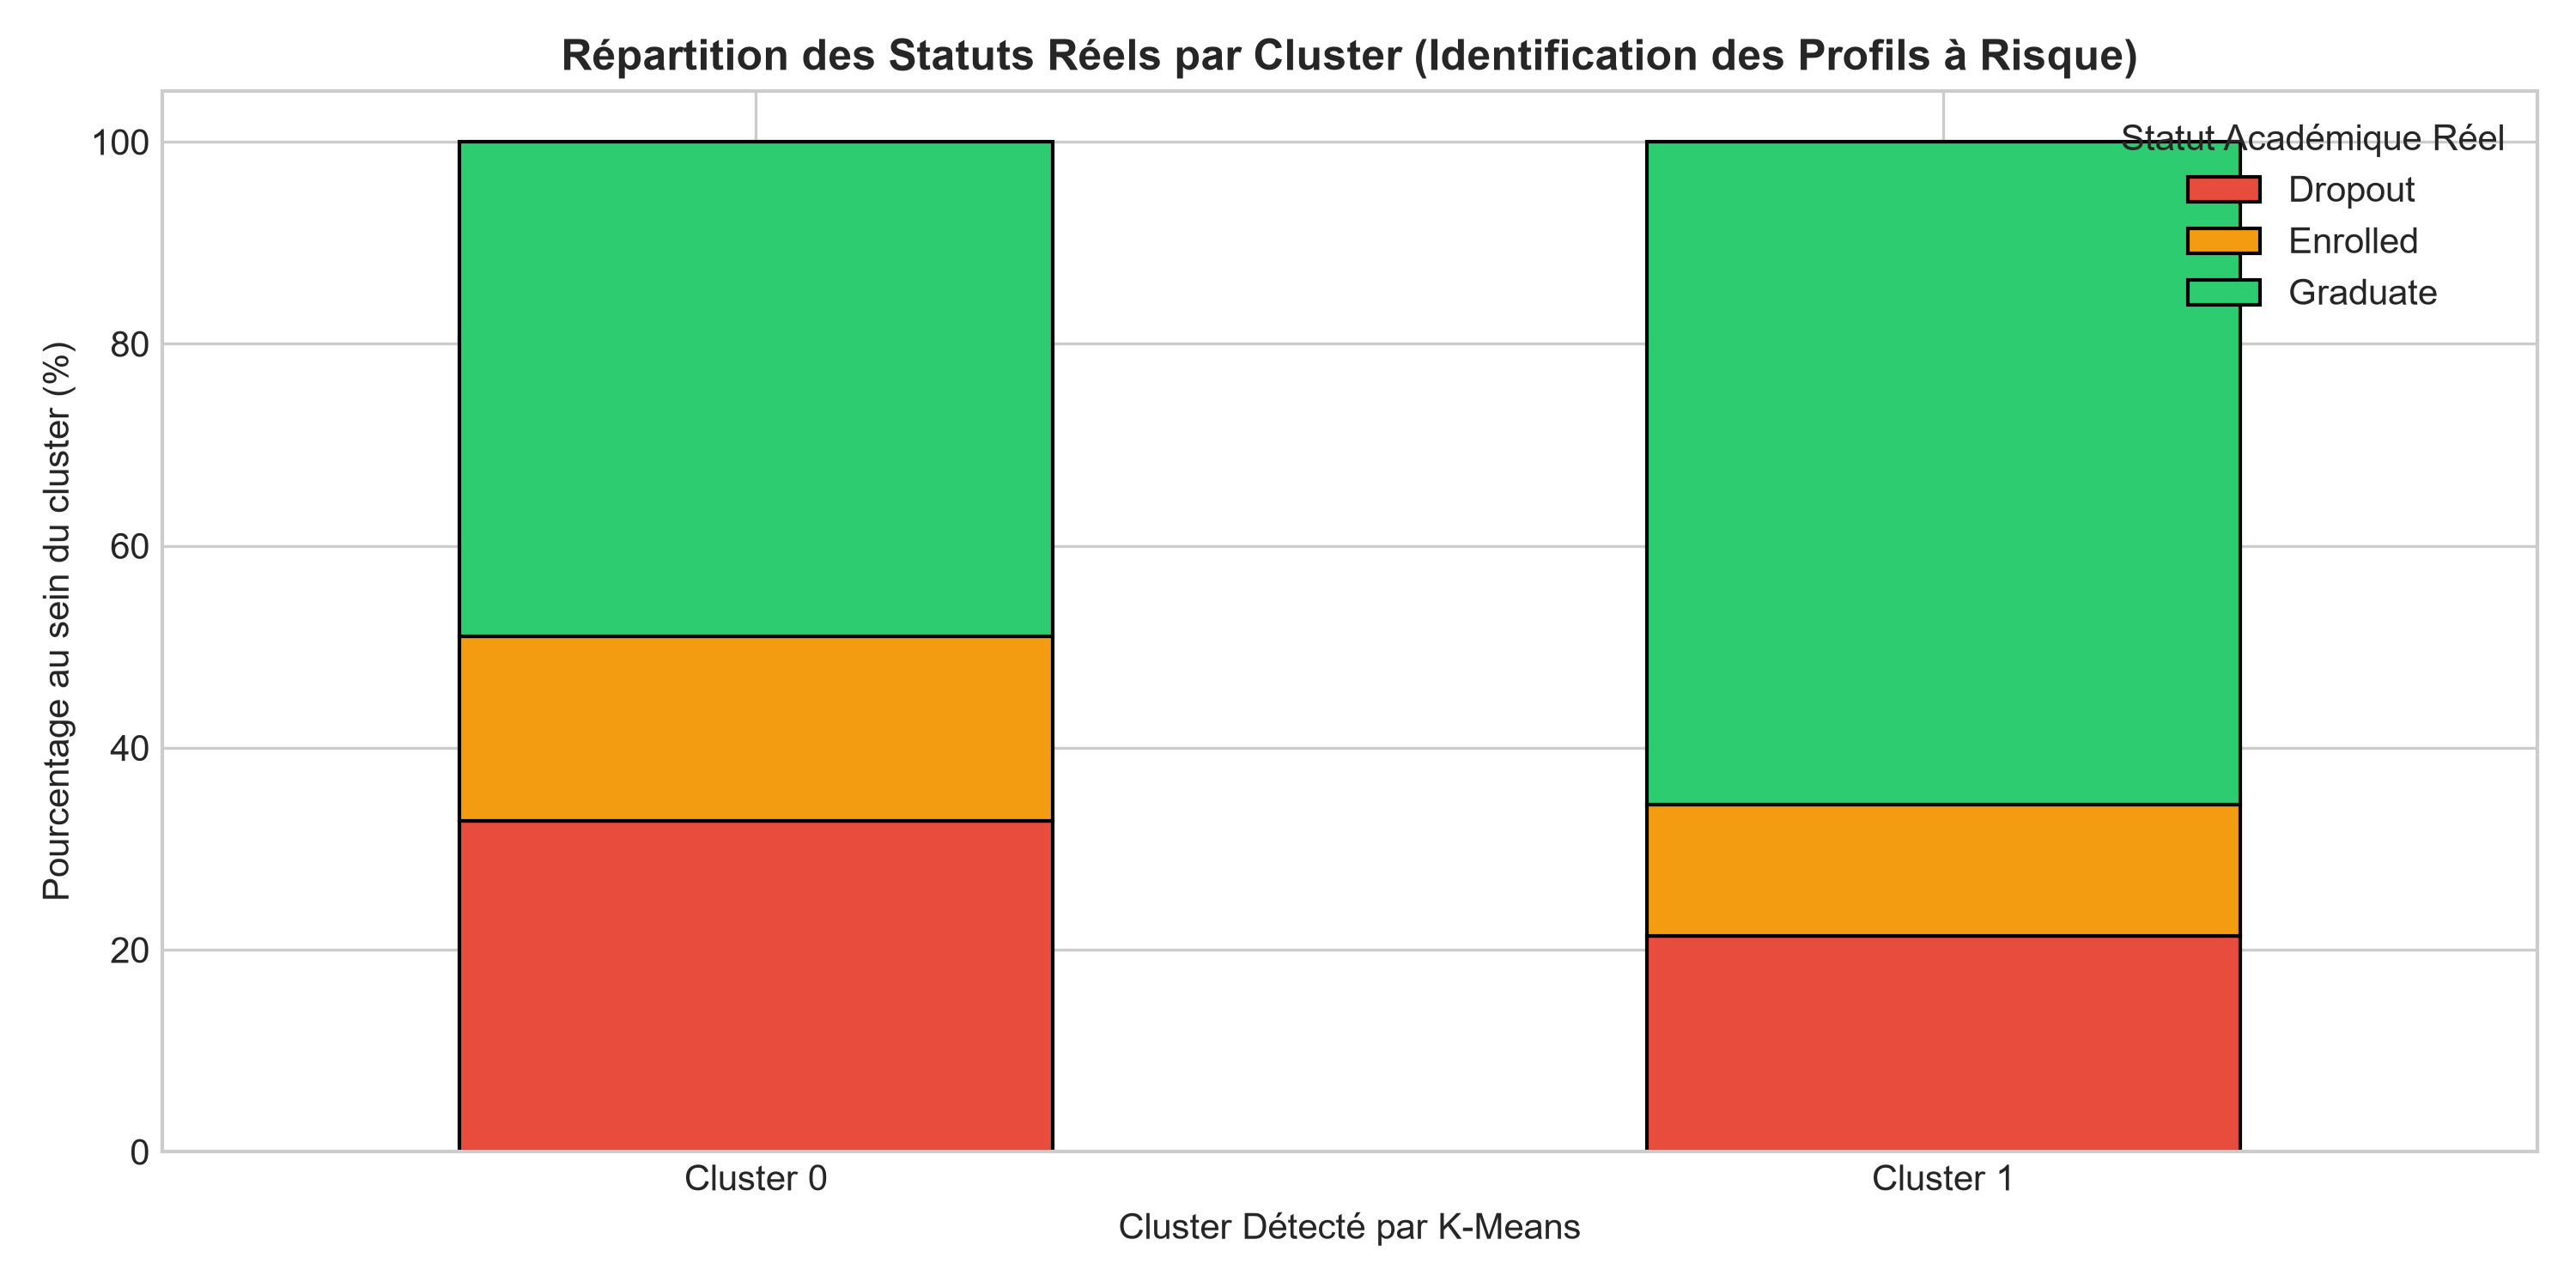 Répartition des Statuts Réels par Cluster (Identification des Profils à Risque)
Pourcentage au sein du cluster (%)
100
80
60
40
20
0
Statut Académique Réel
Dropout
Enrolled
Graduate
Cluster 0
Cluster 1
Cluster Détecté par K-Means